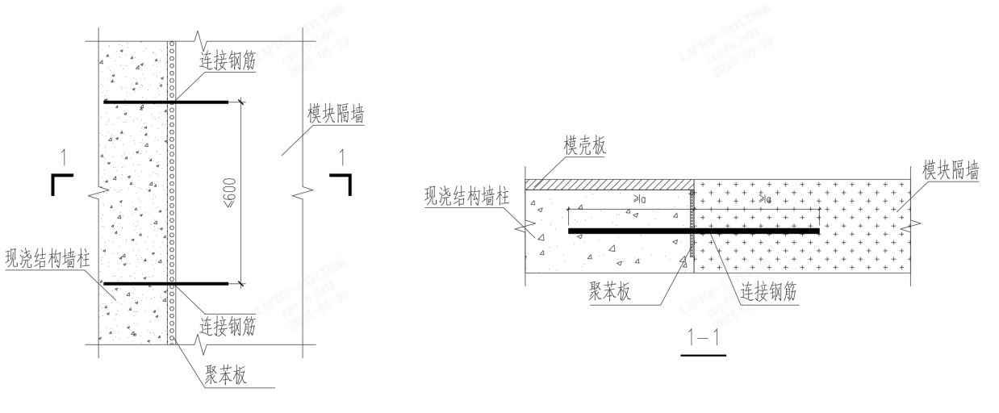 连接钢筋
模块隔墙
1
1
≤600
现浇结构墙柱
连接钢筋
聚苯板
模壳板
模块隔墙
现浇结构墙柱
≥la
≥la
聚苯板
连接钢筋
1-1